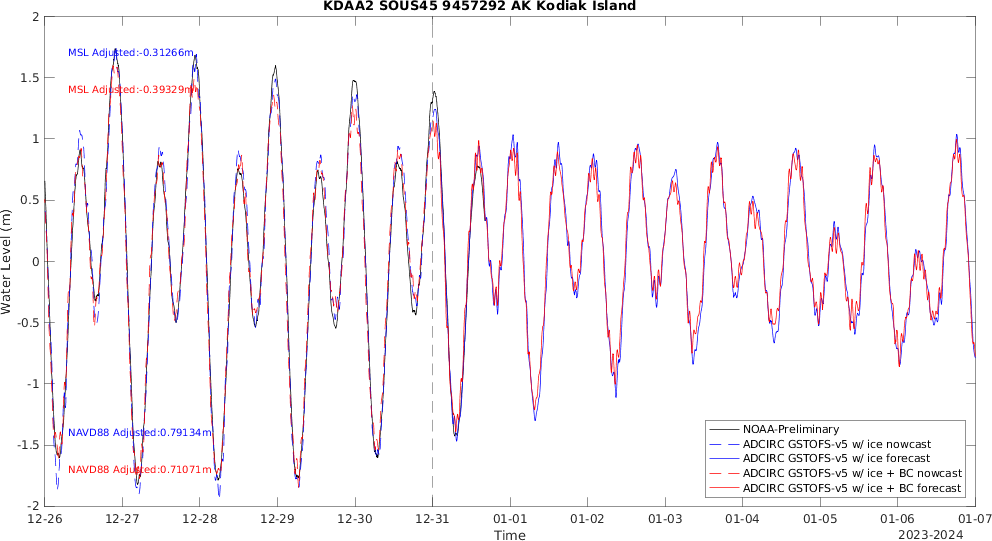 KDAA2 SOUS45 9457292 AK Kodiak Island
2
1.5
1
0.5
0
-0.5
-1
-1.5
-2
Water Level (m)
MSL Adjusted:-0.31266m
MSL Adjusted:-0.39329m
NAVD88 Adjusted:0.79134m
NAVD88 Adjusted:0.71071m
NOAA-Preliminary
ADCIRC GSTOFS-v5 w/ ice nowcast
ADCIRC GSTOFS-v5 w/ ice forecast
ADCIRC GSTOFS-v5 w/ ice + BC nowcast
ADCIRC GSTOFS-v5 w/ ice + BC forecast
12-26 12-27 12-28 12-29 12-30 12-31 01-01 01-02 01-03 01-04 01-05 01-06 01-07
Time
2023-2024